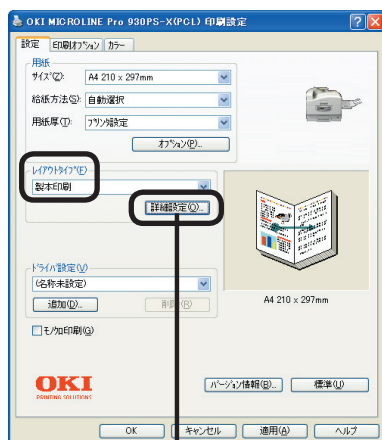 OKI MICROLINE Pro 930PS-X(PCL) 印刷設定
設定 印刷オプション カラー
用紙
サイズ(Z): A4 210 x 297mm
給紙方法(S): 自動選択
用紙厚(T): プリンタ設定
オプション(P)...
レイアウトタイプ(F)
製本印刷
詳細設定(O)...
ドライバ設定(V)
(名称未設定)
A4 210 x 297mm
追加(D)... 削除(R)
モノクロ印刷(G)
OKI
PRINTING SOLUTIONS
バージョン情報(B)... 標準(U)
OK キャンセル 適用(A) ヘルプ